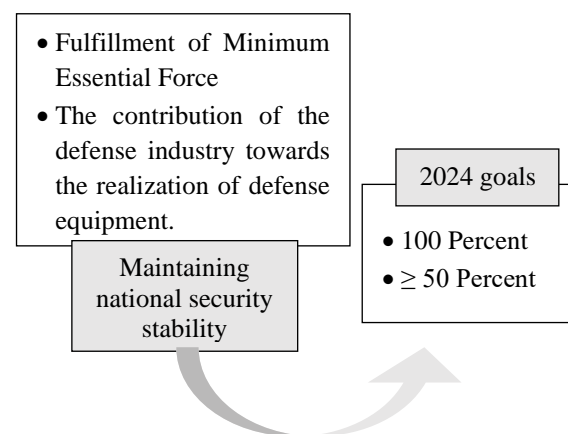 • Fulfillment of Minimum
Essential Force
• The contribution of the
defense industry towards
the realization of defense
equipment.
Maintaining
national security
stability
2024 goals
• 100 Percent
• ≥ 50 Percent